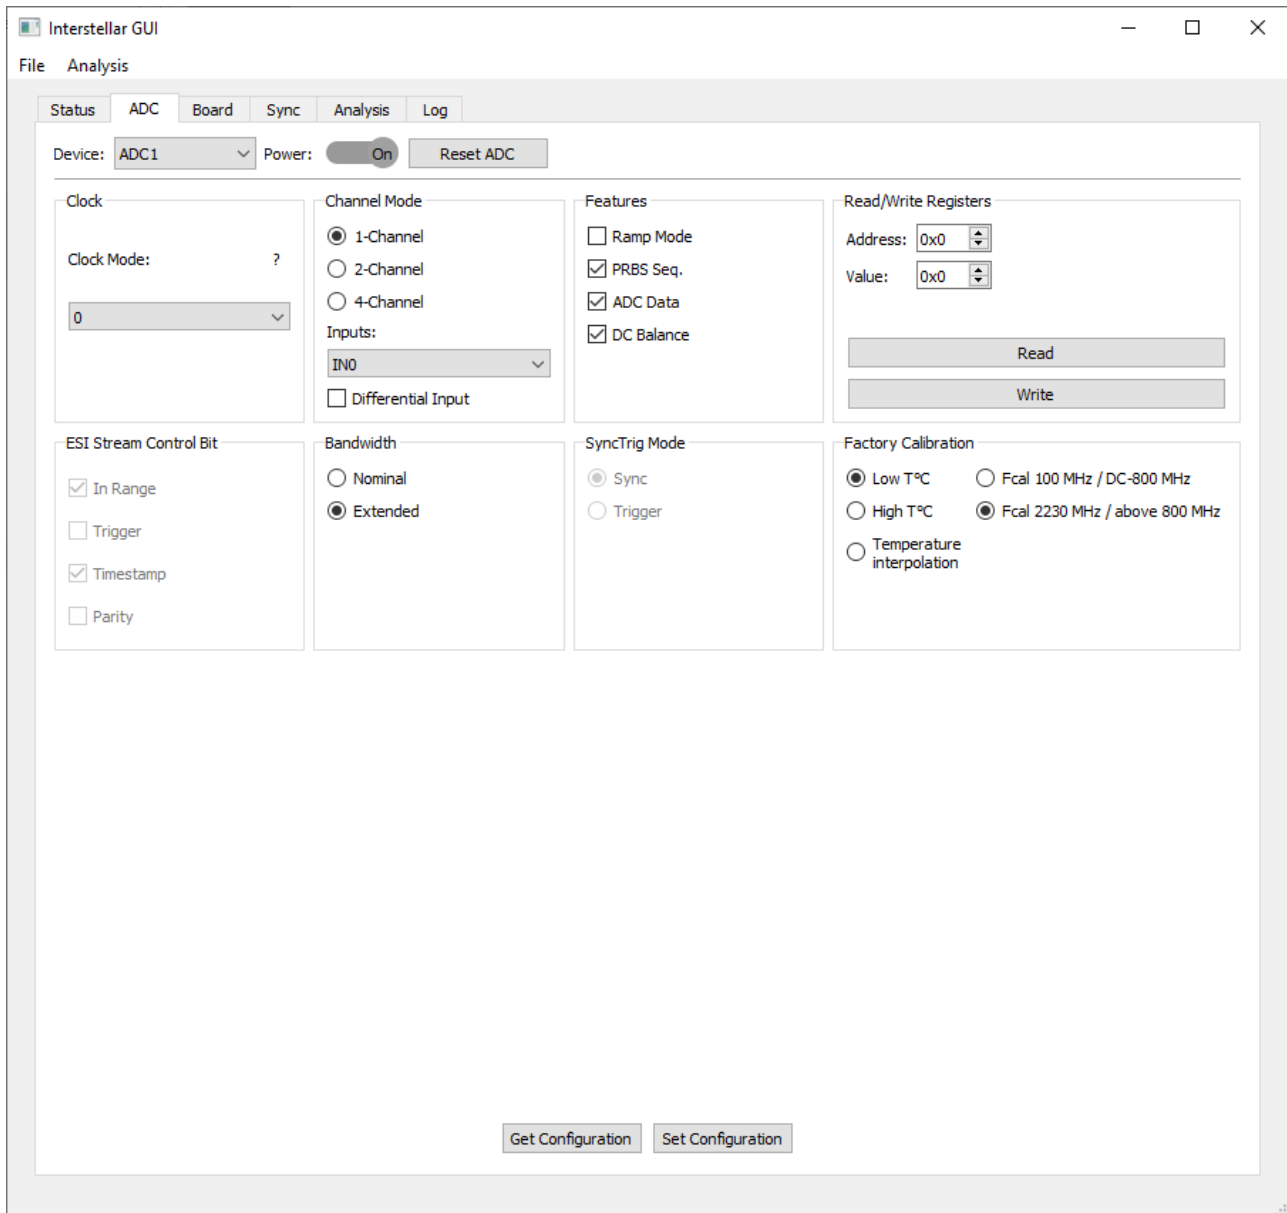 Interstellar GUI
File Analysis
Status ADC Board Sync Analysis Log
Device: ADC1 Power: On Reset ADC
Clock
Clock Mode: ?
0
Channel Mode
1-Channel
2-Channel
4-Channel
Inputs:
IN0
Differential Input
Features
Ramp Mode
PRBS Seq.
ADC Data
DC Balance
Read/Write Registers
Address: 0x0
Value: 0x0
Read
Write
ESI Stream Control Bit
In Range
Trigger
Timestamp
Parity
Bandwidth
Nominal
Extended
SyncTrig Mode
Sync
Trigger
Factory Calibration
Low T°C Fcal 100 MHz / DC-800 MHz
High T°C Fcal 2230 MHz / above 800 MHz
Temperature
interpolation
Get Configuration Set Configuration